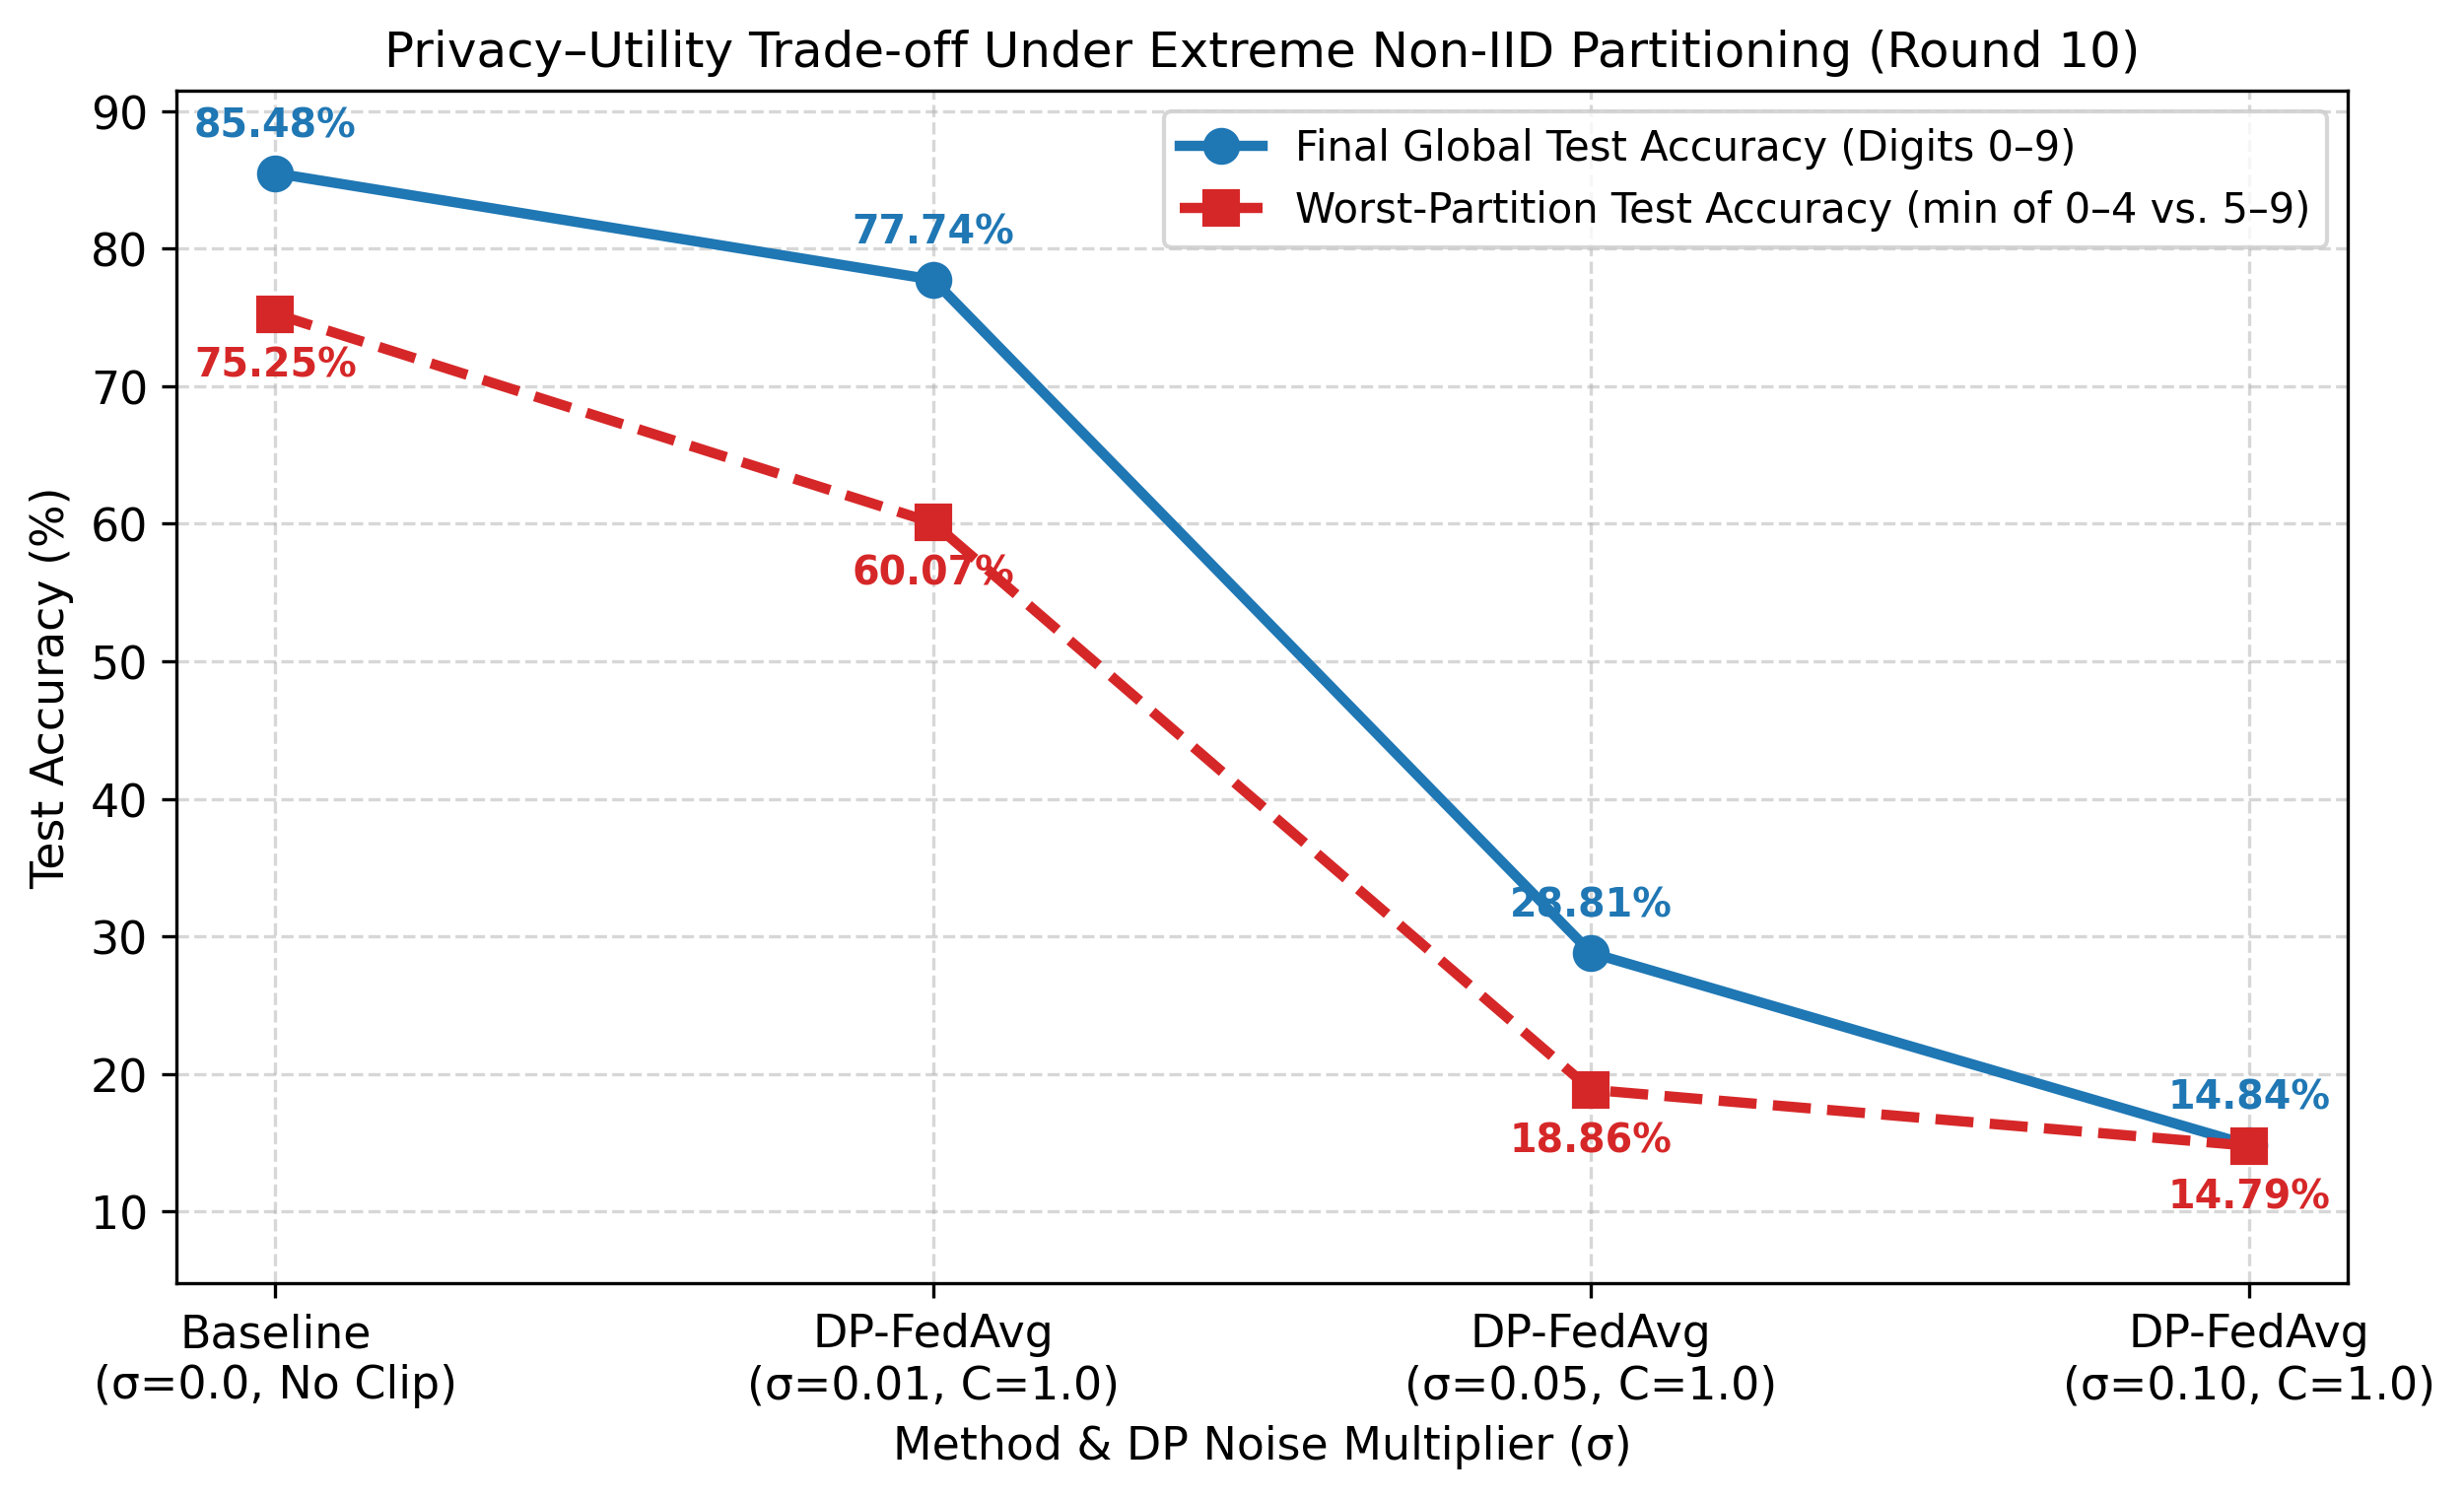 Privacy–Utility Trade-off Under Extreme Non-IID Partitioning (Round 10)
Final Global Test Accuracy (Digits 0–9)
Worst-Partition Test Accuracy (min of 0–4 vs. 5–9)
Test Accuracy (%)
90
80
70
60
50
40
30
20
10
85.48%
77.74%
28.81%
14.84%
75.25%
60.07%
18.86%
14.79%
Baseline
(σ=0.0, No Clip)
DP-FedAvg
(σ=0.01, C=1.0)
DP-FedAvg
(σ=0.05, C=1.0)
DP-FedAvg
(σ=0.10, C=1.0)
Method & DP Noise Multiplier (σ)